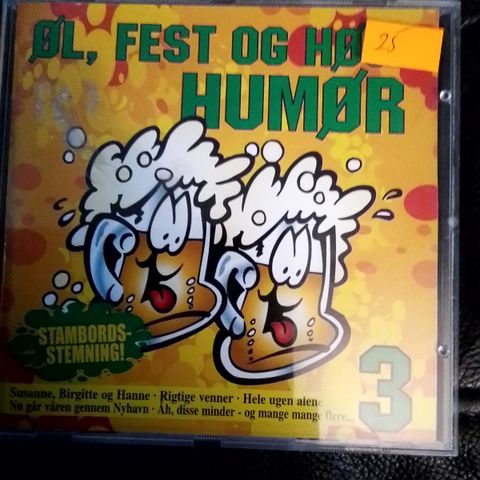 ØL, FEST OG HØ
25
HUMØR
STAMBORDS-
STEMNING!
3
Susanne, Birgitte og Hanne · Rigtige venner · Hele ugen alene
Nu går våren gennem Nyhavn · Åh, disse minder · og mange mange flere...